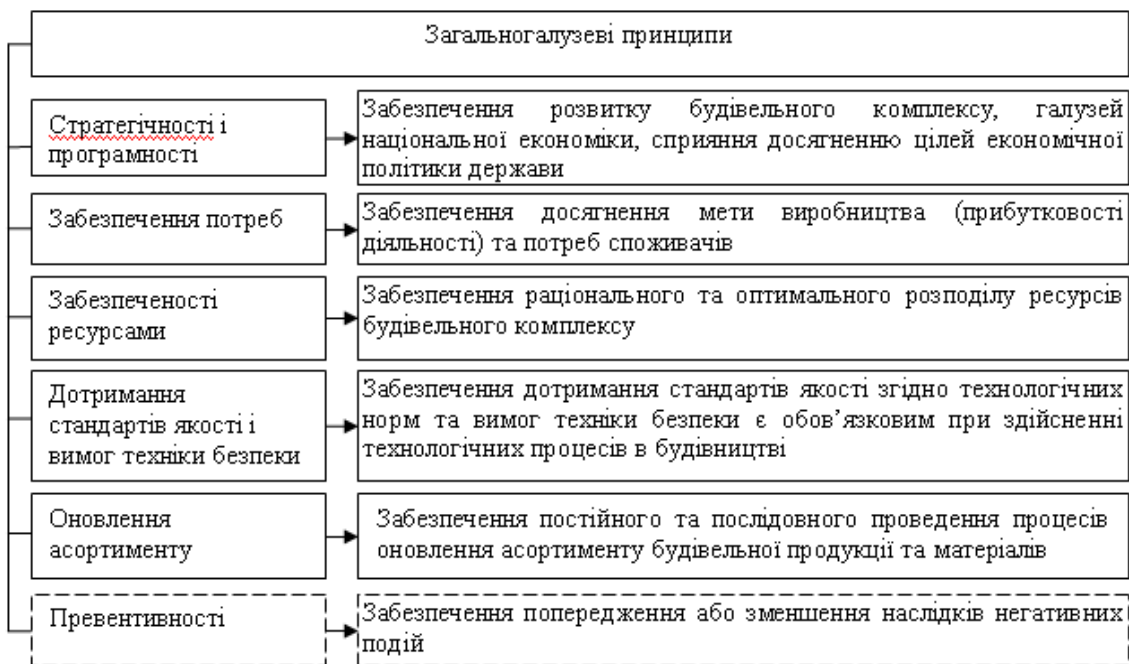 Загальногалузеві принципи
Стратегічності і
програмності
Забезпечення розвитку будівельного комплексу, галузей
національної економіки, сприяння досягненню цілей економічної
політики держави
Забезпечення потреб
Забезпечення досягнення мети виробництва (прибутковості
діяльності) та потреб споживачів
Забезпеченості
ресурсами
Забезпечення раціонального та оптимального розподілу ресурсів
будівельного комплексу
Дотримання
стандартів якості і
вимог техніки безпеки
Забезпечення дотримання стандартів якості згідно технологічних
норм та вимог техніки безпеки є обов’язковим при здійсненні
технологічних процесів в будівництві
Оновлення
асортименту
Забезпечення постійного та послідовного проведення процесів
оновлення асортименту будівельної продукції та матеріалів
Превентивності
Забезпечення попередження або зменшення наслідків негативних
подій